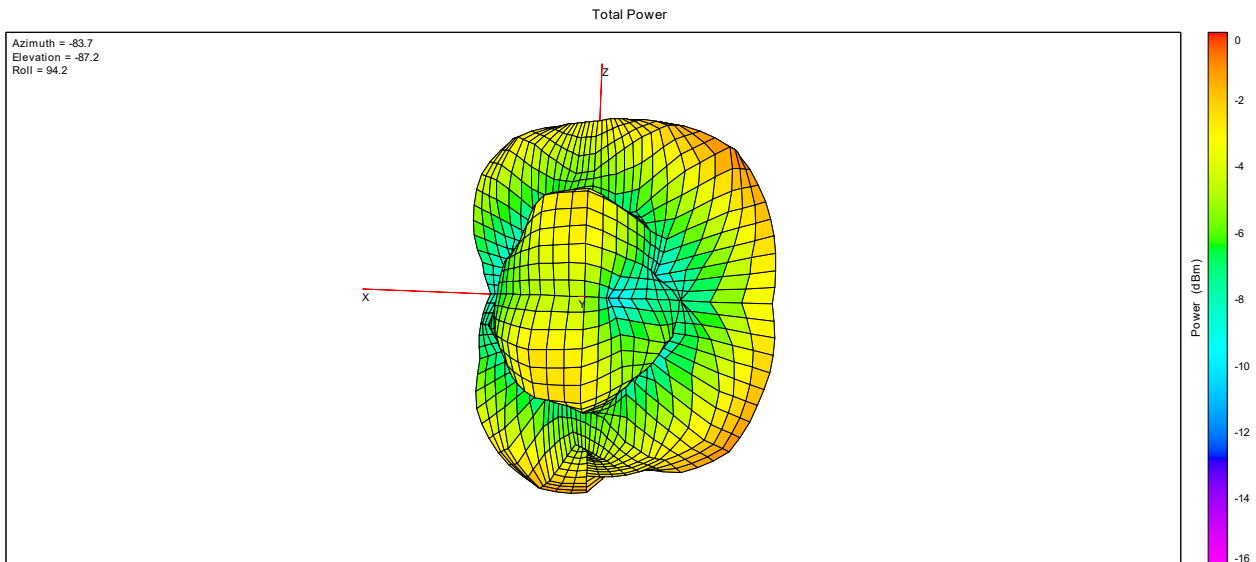 Total Power
Azimuth = -83.7
Elevation = -87.2
Roll = 94.2
Z
X
Y
0
-2
-4
-6
-8
-10
-12
-14
-16
Power (dBm)